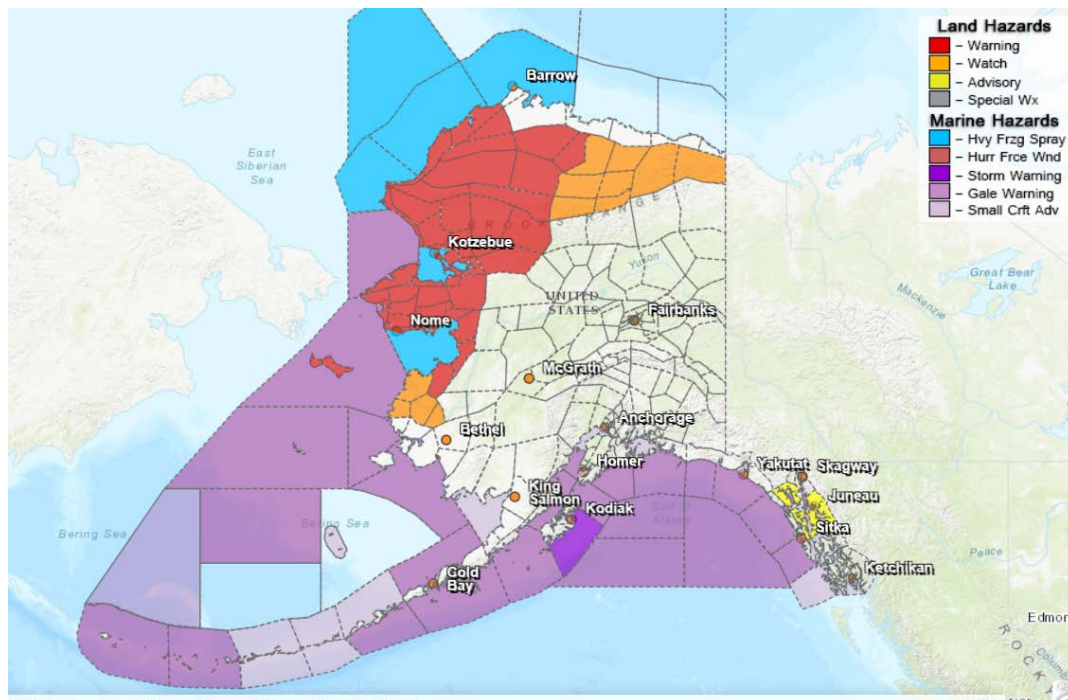 Land Hazards
– Warning
– Watch
– Advisory
– Special Wx
Marine Hazards
– Hvy Frzg Spray
– Hurr Frce Wnd
– Storm Warning
– Gale Warning
– Small Crft Adv
Barrow
East
Siberian
Sea
BROOKS RANGE
Kotzebue
Great Bear
Lake
Yukon
Mackenzie
UNITED
STATES
Fairbanks
Nome
McGrath
Anchorage
Bethel
Homer
Yakutat
Skagway
King
Salmon
Juneau
Kodiak
Gulf of
Alaska
Sitka
Bering Sea
Bering Sea
Peace
Gold
Bay
Ketchikan
Edmon
ROCK
Columbia